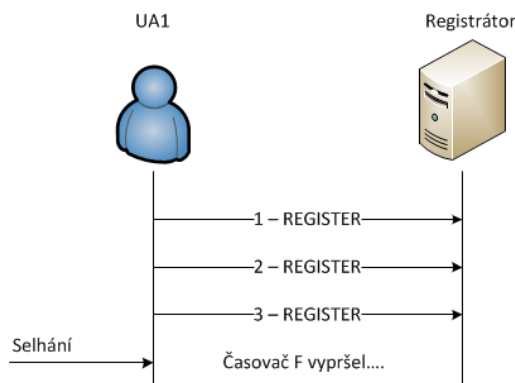 UA1
Registrátor
1 – REGISTER
2 – REGISTER
3 – REGISTER
Selhání
Časovač F vypršel....